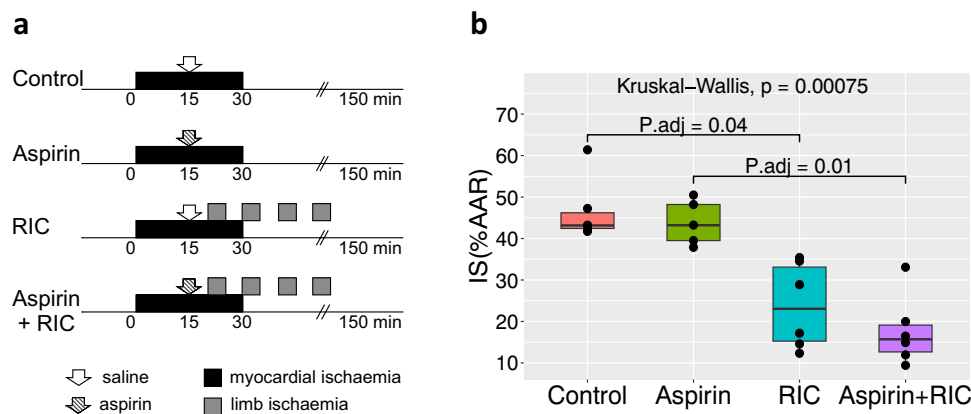 a
Control
0 15 30 150 min
Aspirin
0 15 30 150 min
RIC
0 15 30 150 min
Aspirin
+ RIC
0 15 30 150 min
saline
myocardial ischaemia
aspirin
limb ischaemia
b
Kruskal−Wallis, p = 0.00075
P.adj = 0.04
P.adj = 0.01
IS(%AAR)
70
60
50
40
30
20
10
Control Aspirin RIC Aspirin+RIC